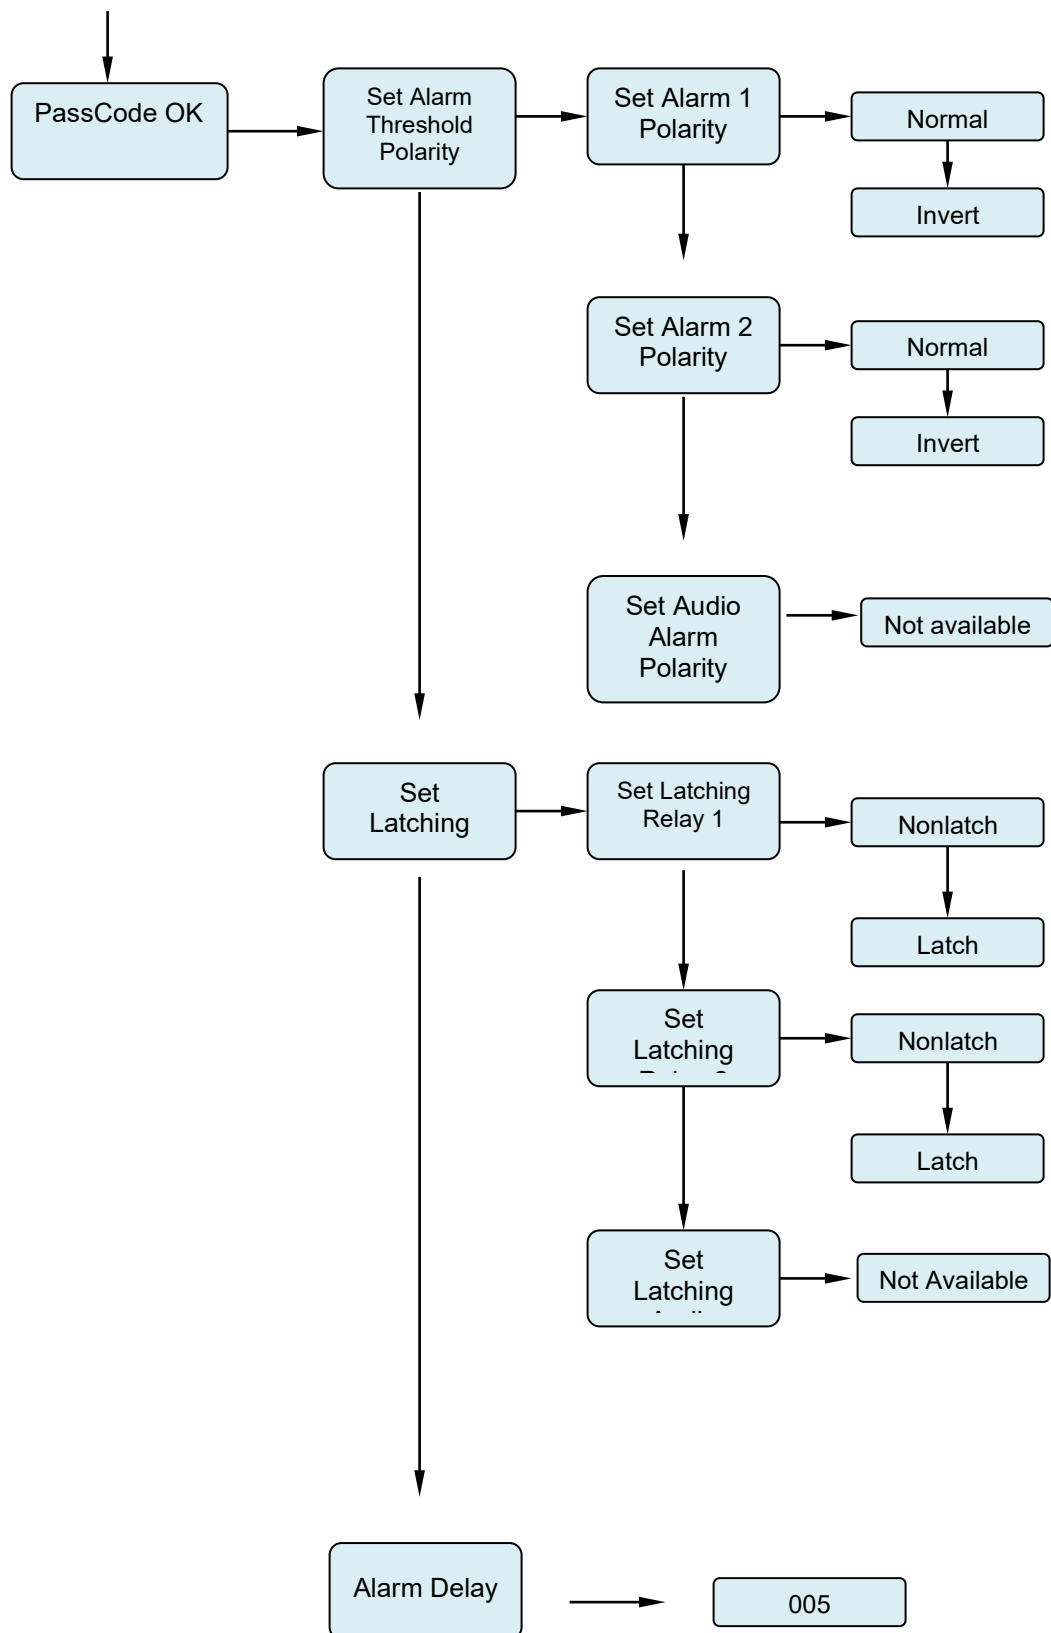 PassCode OK
Set Alarm
Threshold
Polarity
Set Alarm 1
Polarity
Normal
Invert
Set Alarm 2
Polarity
Normal
Invert
Set Audio
Alarm
Polarity
Not available
Set
Latching
Set Latching
Relay 1
Nonlatch
Latch
Set
Latching
Nonlatch
Latch
Set
Latching
Not Available
Alarm Delay
005